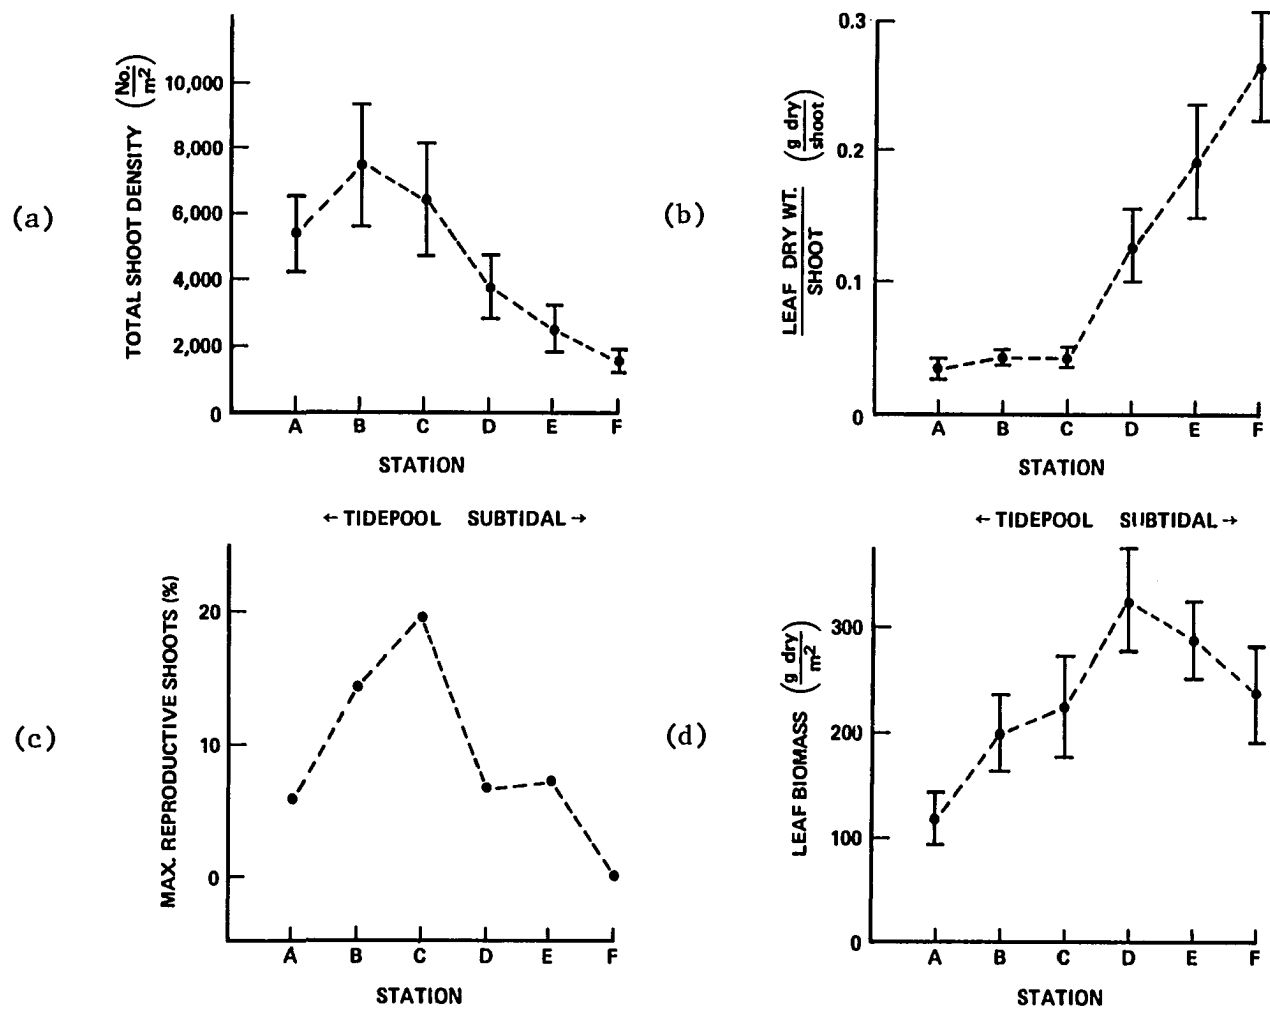 (a)
TOTAL SHOOT DENSITY (No./m2)
10,000
8,000
6,000
4,000
2,000
0
A B C D E F
STATION
(b)
LEAF DRY WT. / SHOOT (g dry / shoot)
0.3
0.2
0.1
0
A B C D E F
STATION
← TIDEPOOL SUBTIDAL →
(c)
MAX. REPRODUCTIVE SHOOTS (%)
20
10
0
A B C D E F
STATION
← TIDEPOOL SUBTIDAL →
(d)
LEAF BIOMASS (g dry / m2)
300
200
100
0
A B C D E F
STATION